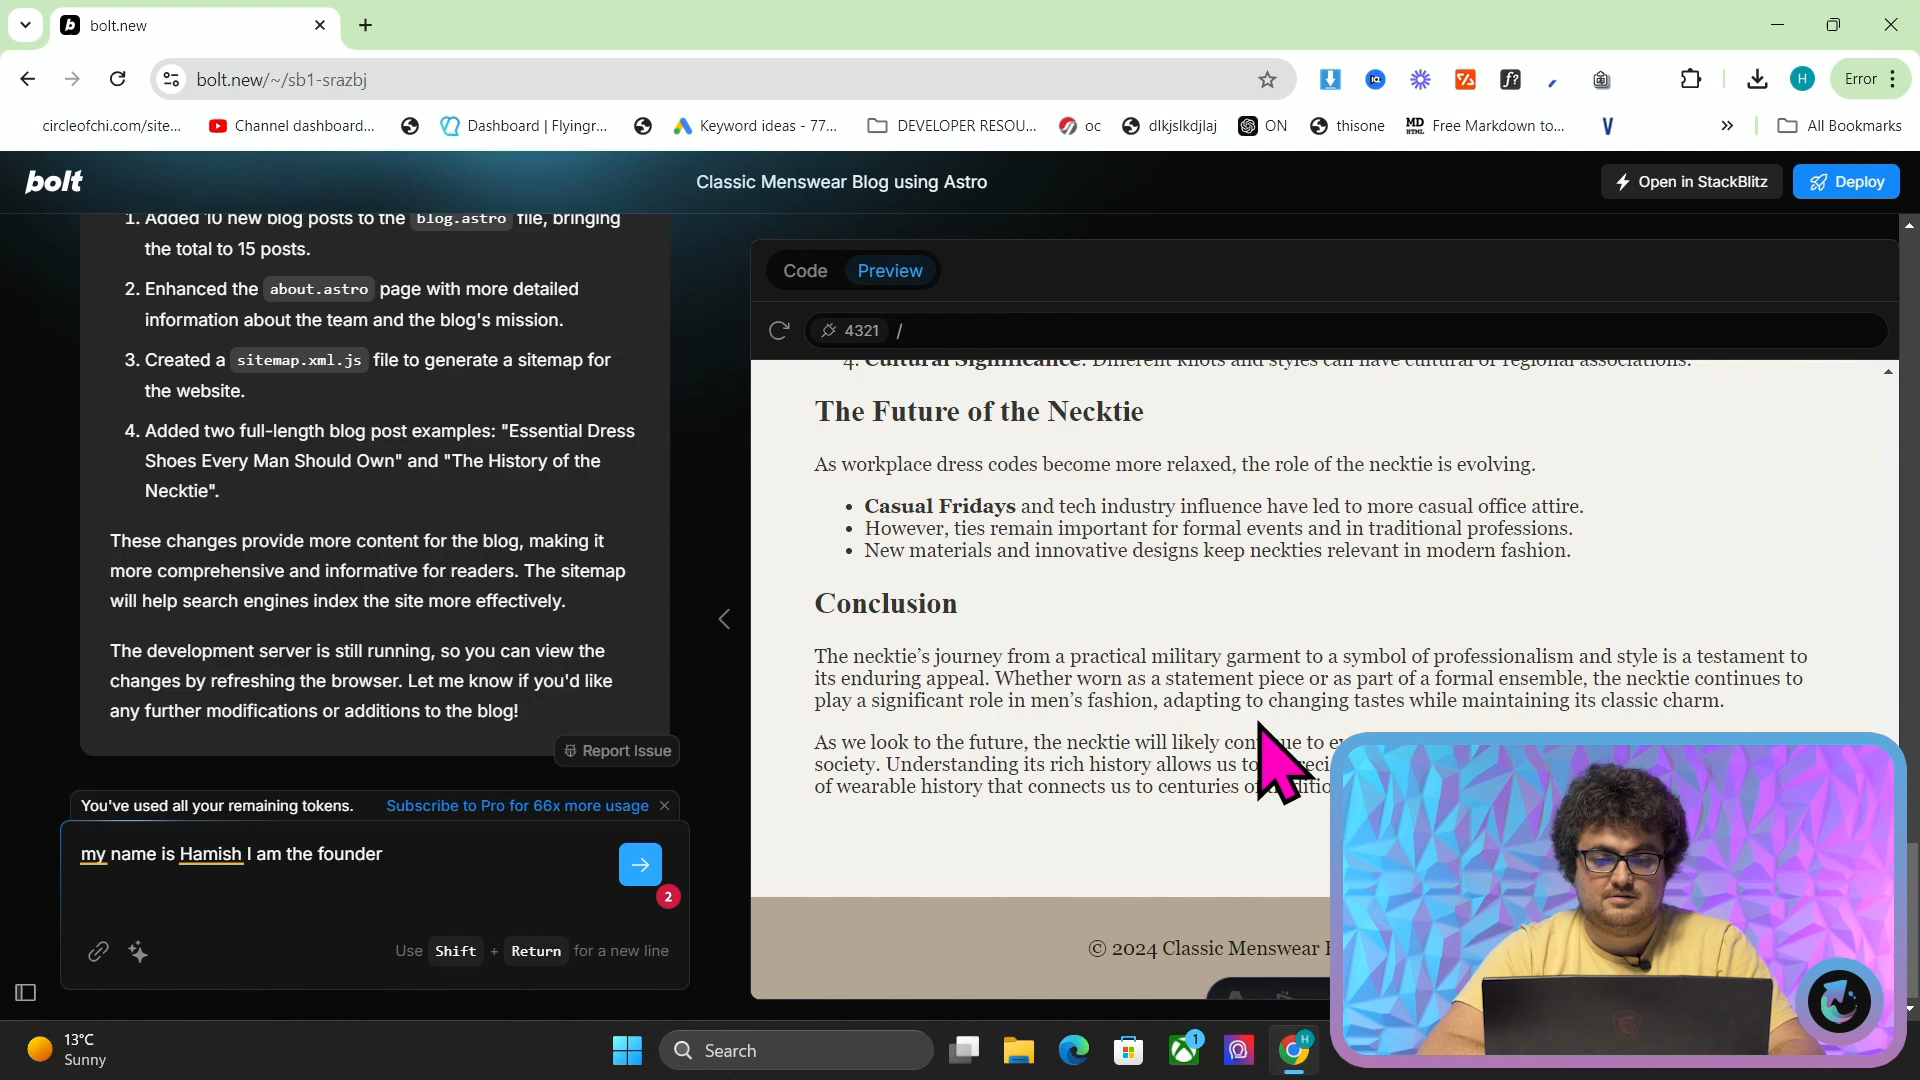 bolt.new
bolt.new/~/sb1-srazbj
Error
circleofchi.com/site...
Channel dashboard...
Dashboard | Flyingr...
Keyword ideas - 77...
DEVELOPER RESOU...
oc
dlkjslkdjlaj
ON
thisone
Free Markdown to...
All Bookmarks
bolt
Classic Menswear Blog using Astro
Open in StackBlitz
Deploy
1. Added 10 new blog posts to the blog.astro file, bringing
the total to 15 posts.
2. Enhanced the about.astro page with more detailed
information about the team and the blog's mission.
3. Created a sitemap.xml.js file to generate a sitemap for
the website.
4. Added two full-length blog post examples: "Essential Dress
Shoes Every Man Should Own" and "The History of the
Necktie".
These changes provide more content for the blog, making it
more comprehensive and informative for readers. The sitemap
will help search engines index the site more effectively.
The development server is still running, so you can view the
changes by refreshing the browser. Let me know if you'd like
any further modifications or additions to the blog!
Report Issue
You've used all your remaining tokens. Subscribe to Pro for 66x more usage
my name is Hamish I am the founder
2
Use Shift + Return for a new line
Code
Preview
4321 /
4. Cultural Significance: Different knots and styles can have cultural or regional associations.
The Future of the Necktie
As workplace dress codes become more relaxed, the role of the necktie is evolving.
• Casual Fridays and tech industry influence have led to more casual office attire.
• However, ties remain important for formal events and in traditional professions.
• New materials and innovative designs keep neckties relevant in modern fashion.
Conclusion
The necktie’s journey from a practical military garment to a symbol of professionalism and style is a testament to
its enduring appeal. Whether worn as a statement piece or as part of a formal ensemble, the necktie continues to
play a significant role in men’s fashion, adapting to changing tastes while maintaining its classic charm.
As we look to the future, the necktie will likely continue to
society. Understanding its rich history allows us to
of wearable history that connects us to centuries of
© 2024 Classic Menswear
13°C
Sunny
Search
1